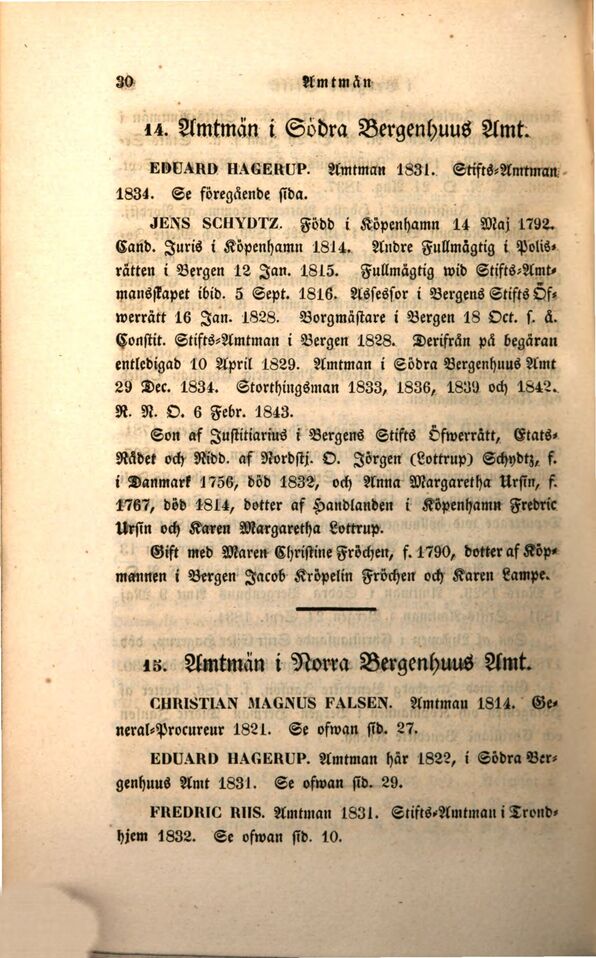 30 Amtmän
14. Amtmän i Södra Bergenhuus Amt.
EDUARD HAGERUP. Amtman 1831. Stifts-Amtman
1834. Se föregående sida.
JENS SCHYDTZ. Född i Köpenhamn 14 Maj 1792.
Cand. Juris i Köpenhamn 1814. Andre Fullmägtig i Polis-
rätten i Bergen 12 Jan. 1815. Fullmägtig wid Stifts-Amt-
mansskapet ibid. 5 Sept. 1816. Assessor i Bergens Stifts Öf-
werrätt 16 Jan. 1828. Borgmästare i Bergen 18 Oct. s. å.
Constit. Stifts-Amtman i Bergen 1828. Derifrån på begäran
entledigad 10 April 1829. Amtman i Södra Bergenhuus Amt
29 Dec. 1834. Storthingsman 1833, 1836, 1839 och 1842.
R. N. O. 6 Febr. 1843.
Son af Justitiarius i Bergens Stifts Öfwerrätt, Etats-
Rådet och Ridd. af Nordstj. O. Jörgen (Lottrup) Schydtz, f.
i Danmark 1756, död 1832, och Anna Margaretha Ursin, f.
1767, död 1814, dotter af Handlanden i Köpenhamn Fredric
Ursin och Karen Margaretha Lottrup.
Gift med Maren Christine Fröchen, f. 1790, dotter af Köp-
mannen i Bergen Jacob Kröpelin Fröchen och Karen Lampe.
15. Amtmän i Norra Bergenhuus Amt.
CHRISTIAN MAGNUS FALSEN. Amtman 1814. Ge-
neral-Procureur 1821. Se ofwan sid. 27.
EDUARD HAGERUP. Amtman här 1822, i Södra Ber-
genhuus Amt 1831. Se ofwan sid. 29.
FREDRIC RIIS. Amtman 1831. Stifts-Amtman i Trond-
hjem 1832. Se ofwan sid. 10.